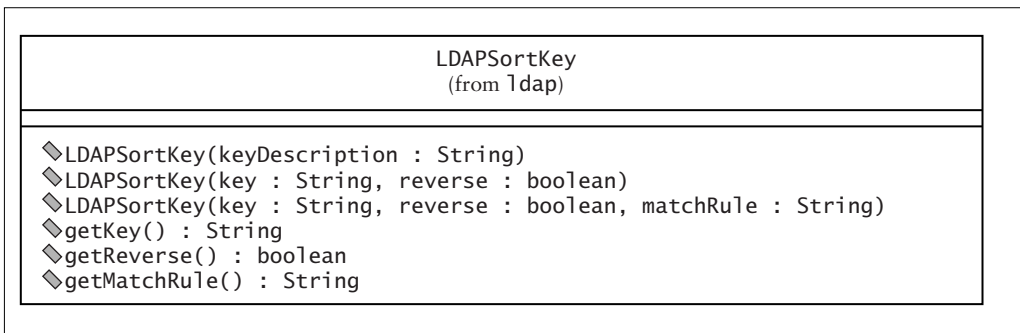 LDAPSortKey
(from ldap)
LDAPSortKey(keyDescription : String)
LDAPSortKey(key : String, reverse : boolean)
LDAPSortKey(key : String, reverse : boolean, matchRule : String)
getKey() : String
getReverse() : boolean
getMatchRule() : String